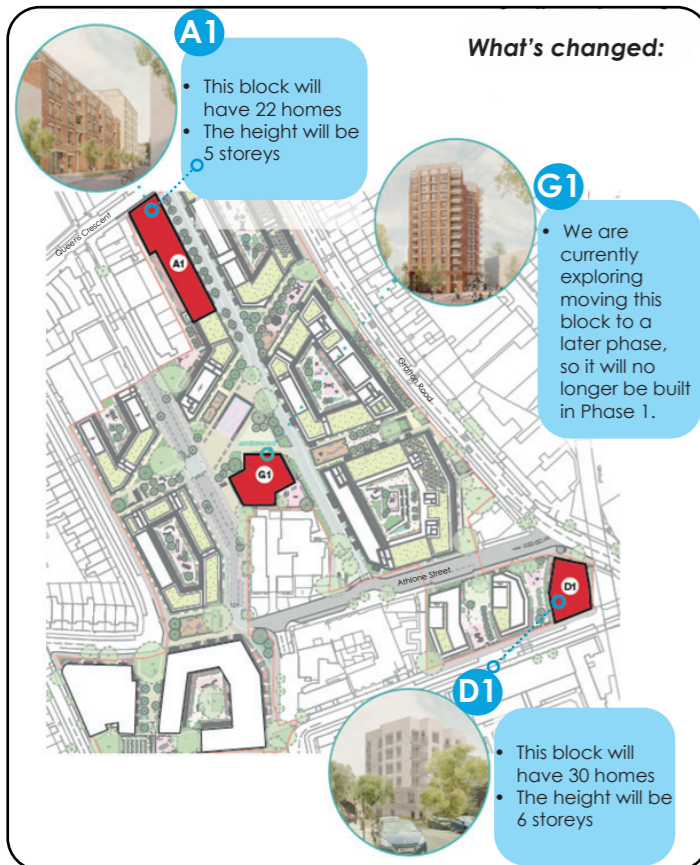 What's changed:
A1
• This block will
have 22 homes
• The height will be
5 storeys
G1
• We are
currently
exploring
moving this
block to a
later phase,
so it will no
longer be built
in Phase 1.
Queens Crescent
A1
Grafton Road
G1
Athlone Street
D1
D1
• This block will
have 30 homes
• The height will be
6 storeys